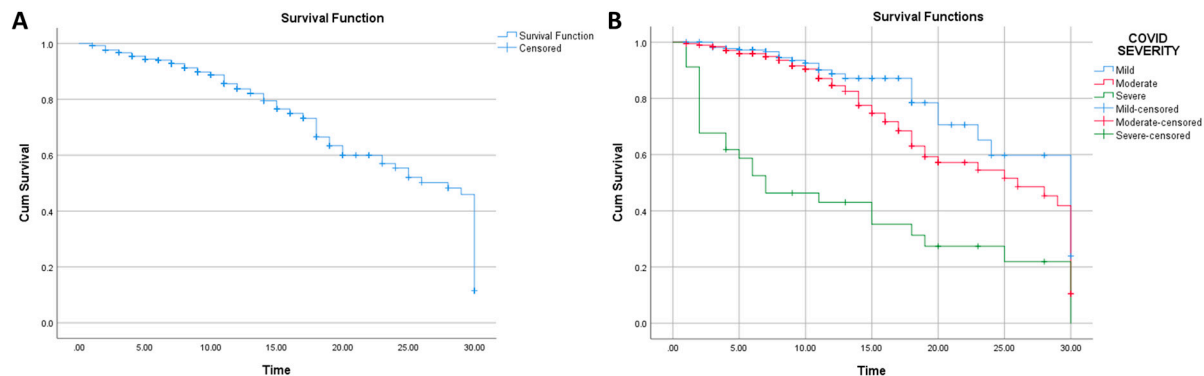 A
Survival Function
Survival Function
Censored
Cum Survival
1.0
0.8
0.6
0.4
0.2
0.0
.00 5.00 10.00 15.00 20.00 25.00 30.00
Time
B
Survival Functions
COVID
SEVERITY
Mild
Moderate
Severe
Mild-censored
Moderate-censored
Severe-censored
Cum Survival
1.0
0.8
0.6
0.4
0.2
0.0
.00 5.00 10.00 15.00 20.00 25.00 30.00
Time